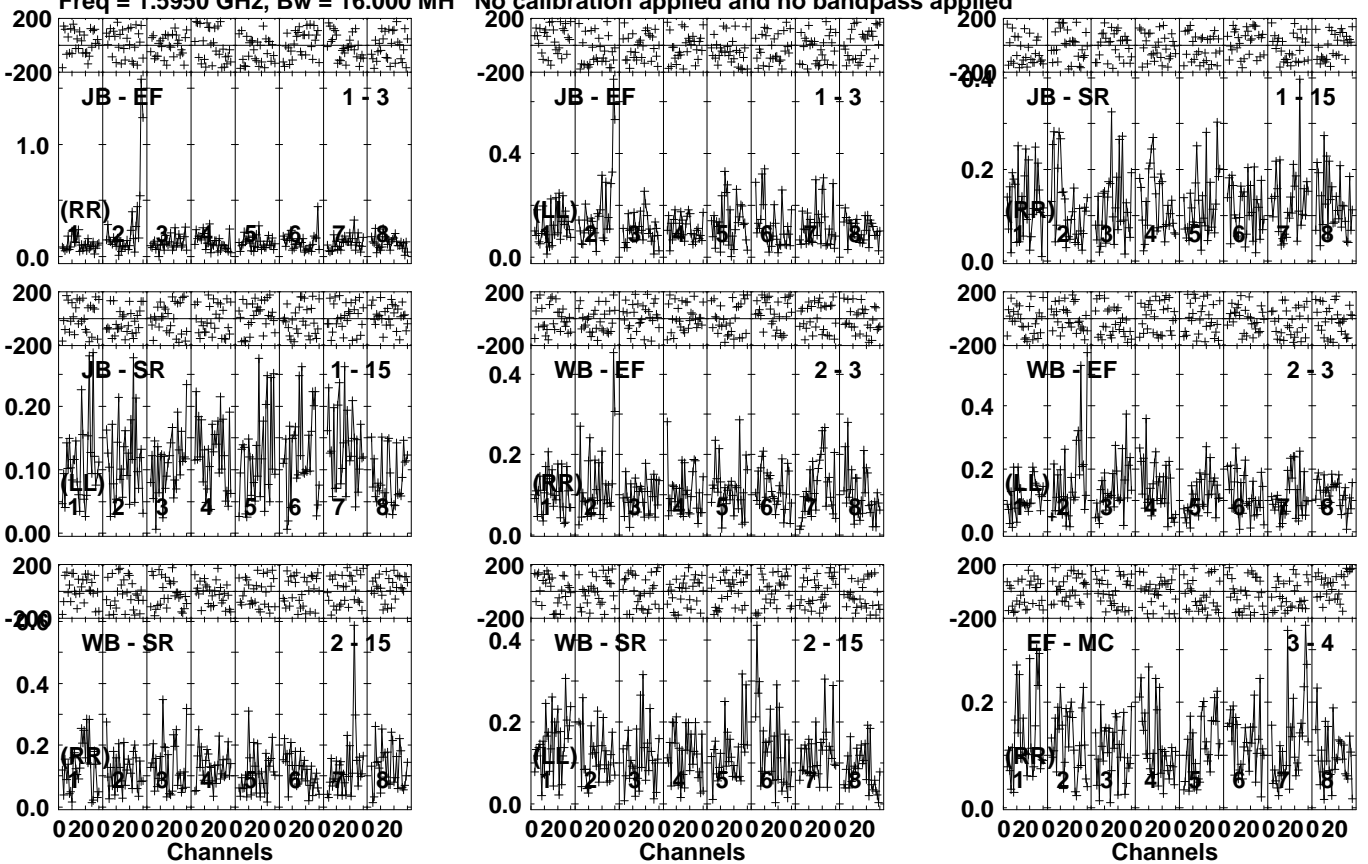 Freq = 1.5950 GHz, Bw = 16.000 MH No calibration applied and no bandpass applied
200 200 200
-200 -200 -200
0.4
JB - EF 1 - 3 JB - EF 1 - 3 JB - SR 1 - 15
1.0 0.4 0.2
(RR) (LL) (RR)
1 2 3 4 5 6 7 8 1 2 3 4 5 6 7 8 1 2 3 4 5 6 7 8
0.0 0.0 0.0
200 200 200
-200 -200 -200
JB - SR 1 - 15 WB - EF 2 - 3 WB - EF 2 - 3
0.20 0.4 0.4
0.10 0.2 0.2
(LL) (RR) (LL)
1 2 3 4 5 6 7 8 1 2 3 4 5 6 7 8 1 2 3 4 5 6 7 8
0.00 0.0 0.0
200 200 200
-200 -200 -200
0.6
WB - SR 2 - 15 WB - SR 2 - 15 EF - MC 3 - 4
0.4 0.4
0.2 0.2 0.2
(RR) (LL) (RR)
1 2 3 4 5 6 7 8 1 2 3 4 5 6 7 8 1 2 3 4 5 6 7 8
0.0 0.0 0.0
0 20 0 20 0 20 0 20 0 20 0 20 0 20 0 20 0 20 0 20 0 20 0 20 0 20 0 20 0 20 0 20 0 20 0 20 0 20 0 20 0 20 0 20 0 20 0 20
Channels Channels Channels